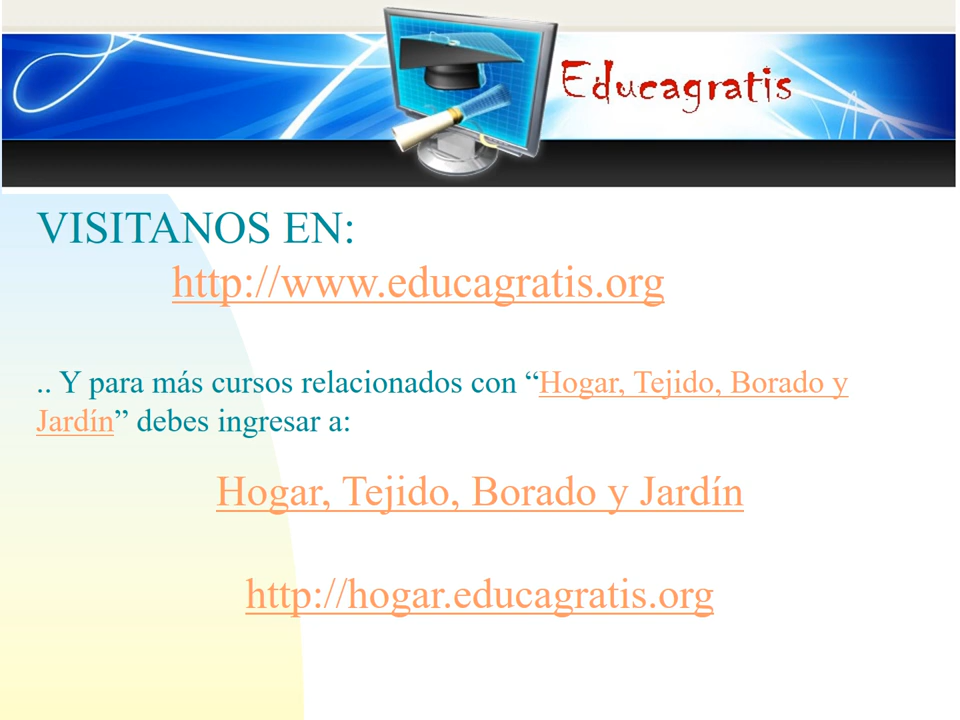 Educagratis
VISITANOS EN:
http://www.educagratis.org
.. Y para más cursos relacionados con “Hogar, Tejido, Borado y
Jardín” debes ingresar a:
Hogar, Tejido, Borado y Jardín
http://hogar.educagratis.org